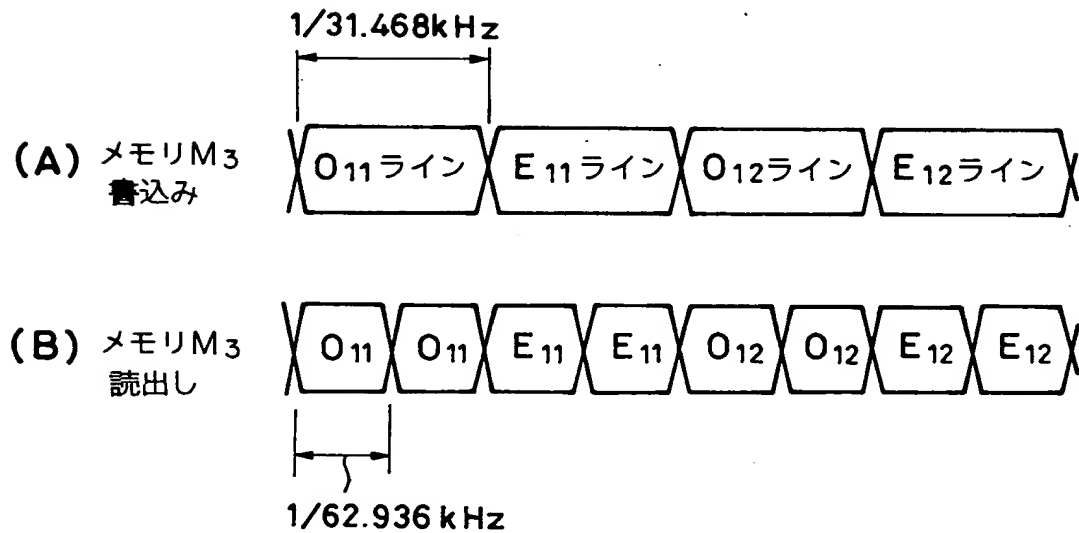 1/31.468kHz
(A) メモリM3 書込み
O11ライン E11ライン O12ライン E12ライン
(B) メモリM3 読出し
O11 O11 E11 E11 O12 O12 E12 E12
1/62.936kHz